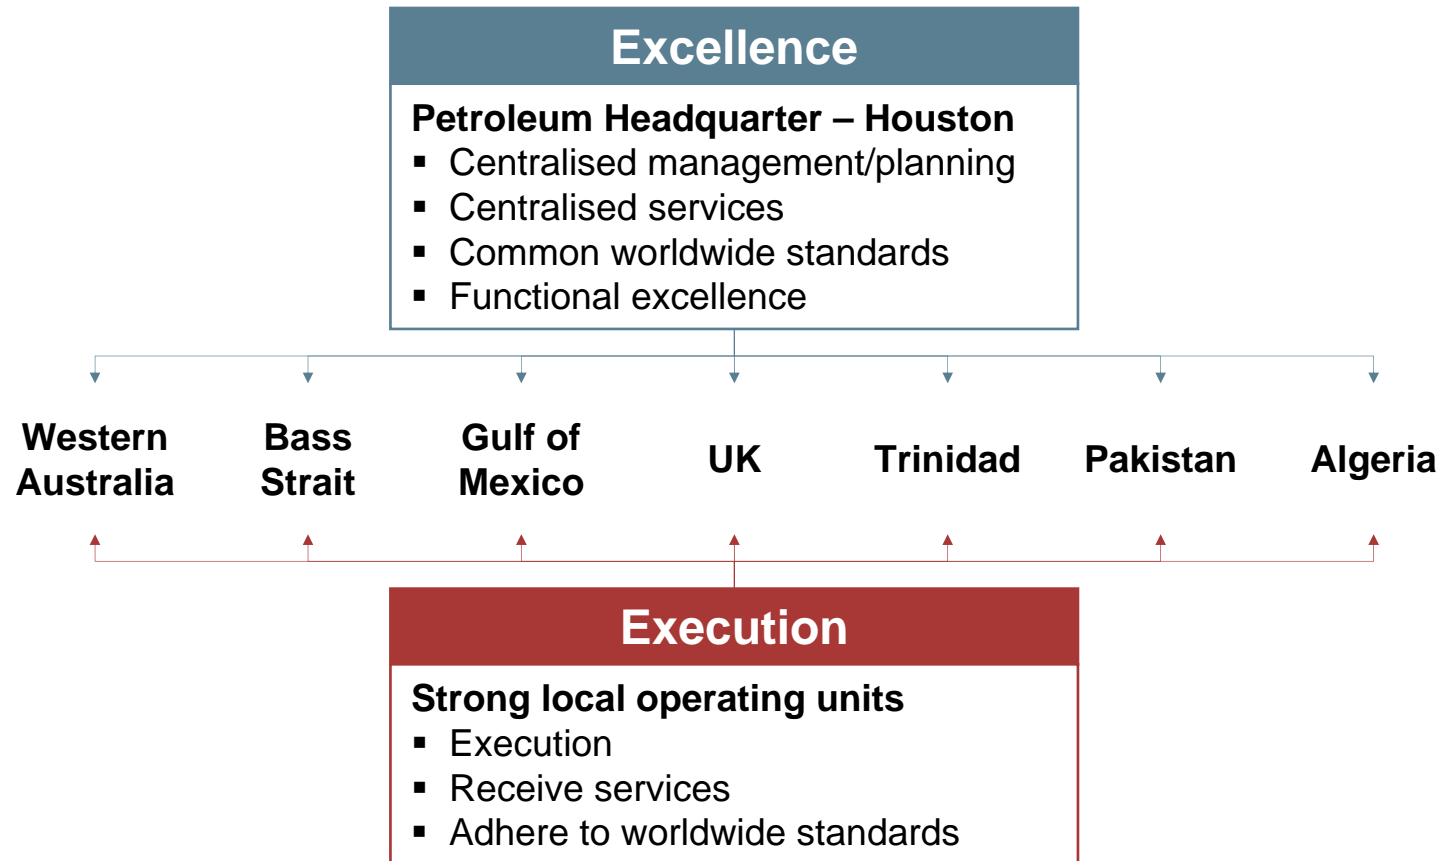 Excellence
Petroleum Headquarter – Houston
▪ Centralised management/planning
▪ Centralised services
▪ Common worldwide standards
▪ Functional excellence
Western
Australia
Bass
Strait
Gulf of
Mexico
UK
Trinidad
Pakistan
Algeria
Execution
Strong local operating units
▪ Execution
▪ Receive services
▪ Adhere to worldwide standards